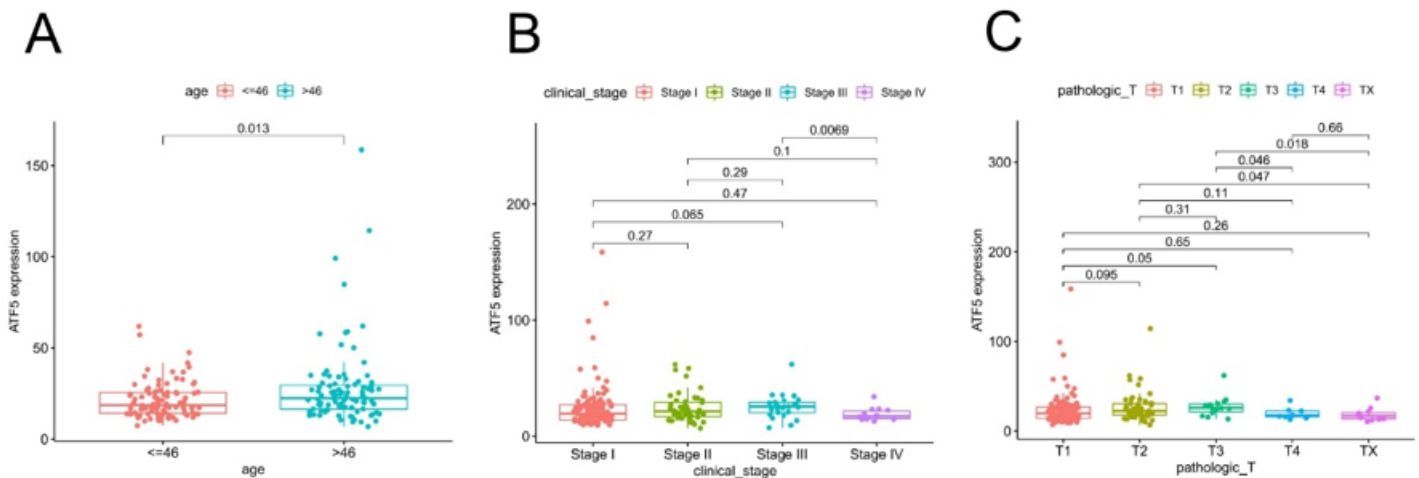 A
age <=46 >46
0.013
150
100
50
0
ATF5 expression
<=46 >46
age
B
clinical_stage Stage I Stage II Stage III Stage IV
0.0069
0.1
0.29
0.47
0.065
0.27
200
100
0
ATF5 expression
Stage I Stage II Stage III Stage IV
clinical_stage
C
pathologic_T T1 T2 T3 T4 TX
0.66
0.018
0.046
0.047
0.11
0.31
0.26
0.65
0.05
0.095
300
200
100
0
ATF5 expression
T1 T2 T3 T4 TX
pathologic_T